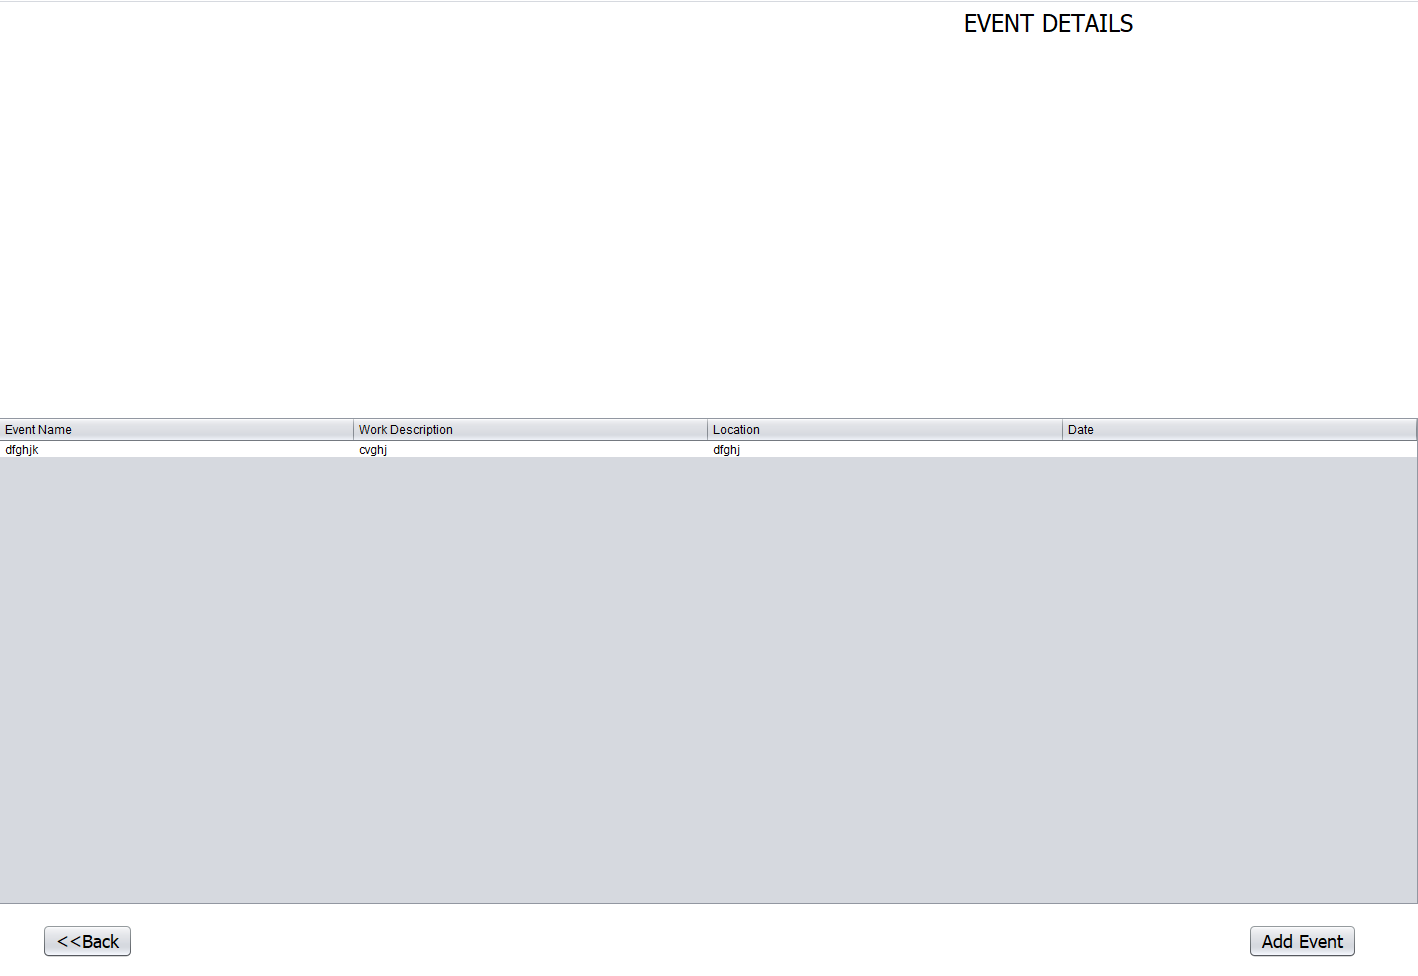 EVENT DETAILS
Event Name Work Description Location Date
dfghjk cvghj dfghj
<<Back Add Event